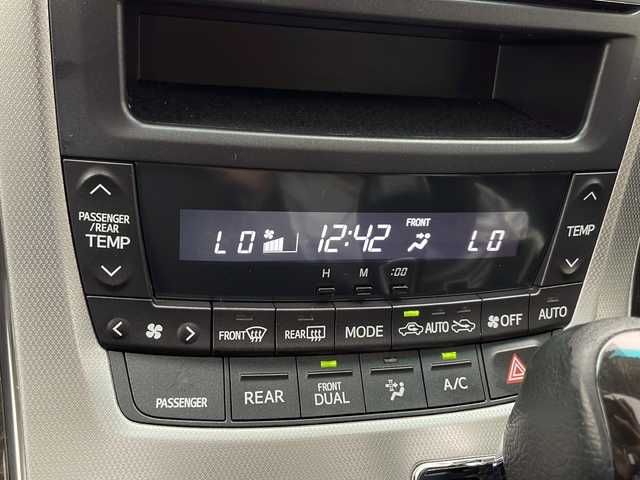 PASSENGER
/REAR
TEMP
LO 12:42 FRONT LO
TEMP
H M :00
FRONT REAR MODE AUTO OFF AUTO
PASSENGER REAR FRONT DUAL A/C